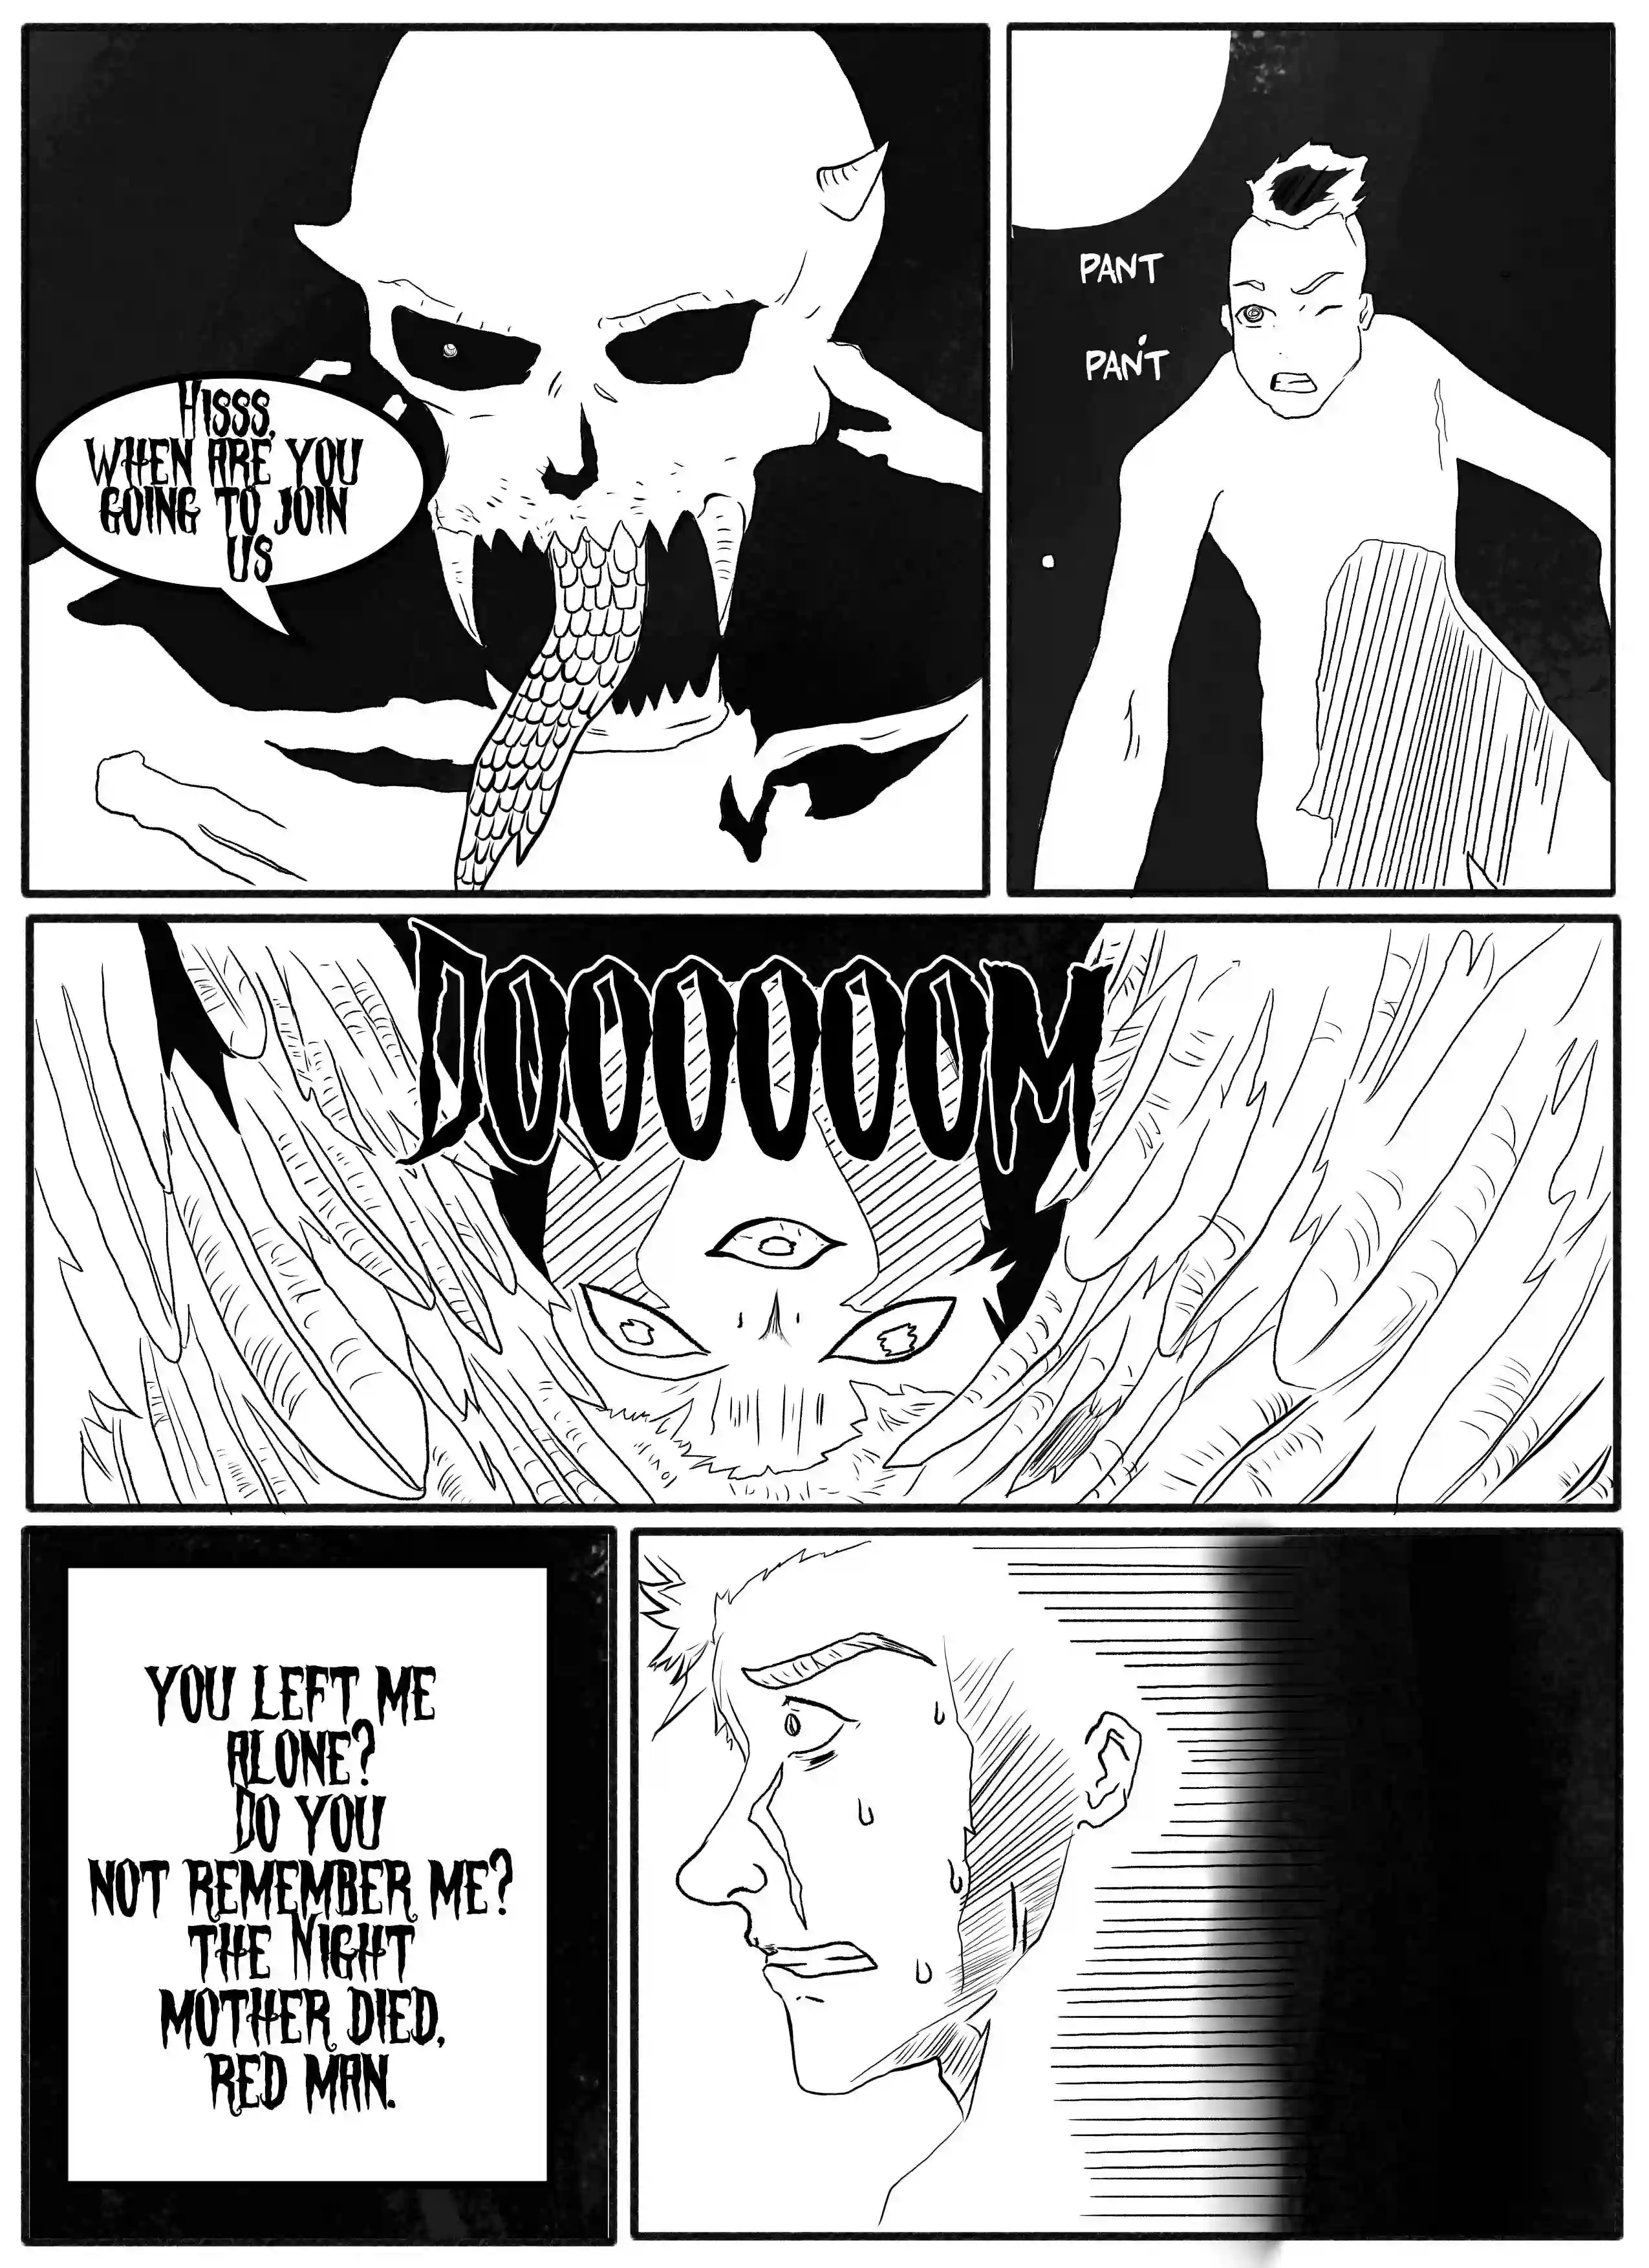 Hisss,
when are you
going to join
us
PANT
PANT
Doooooom
you left me
alone?
Do you
not remember me?
the Night
mother died,
red man.